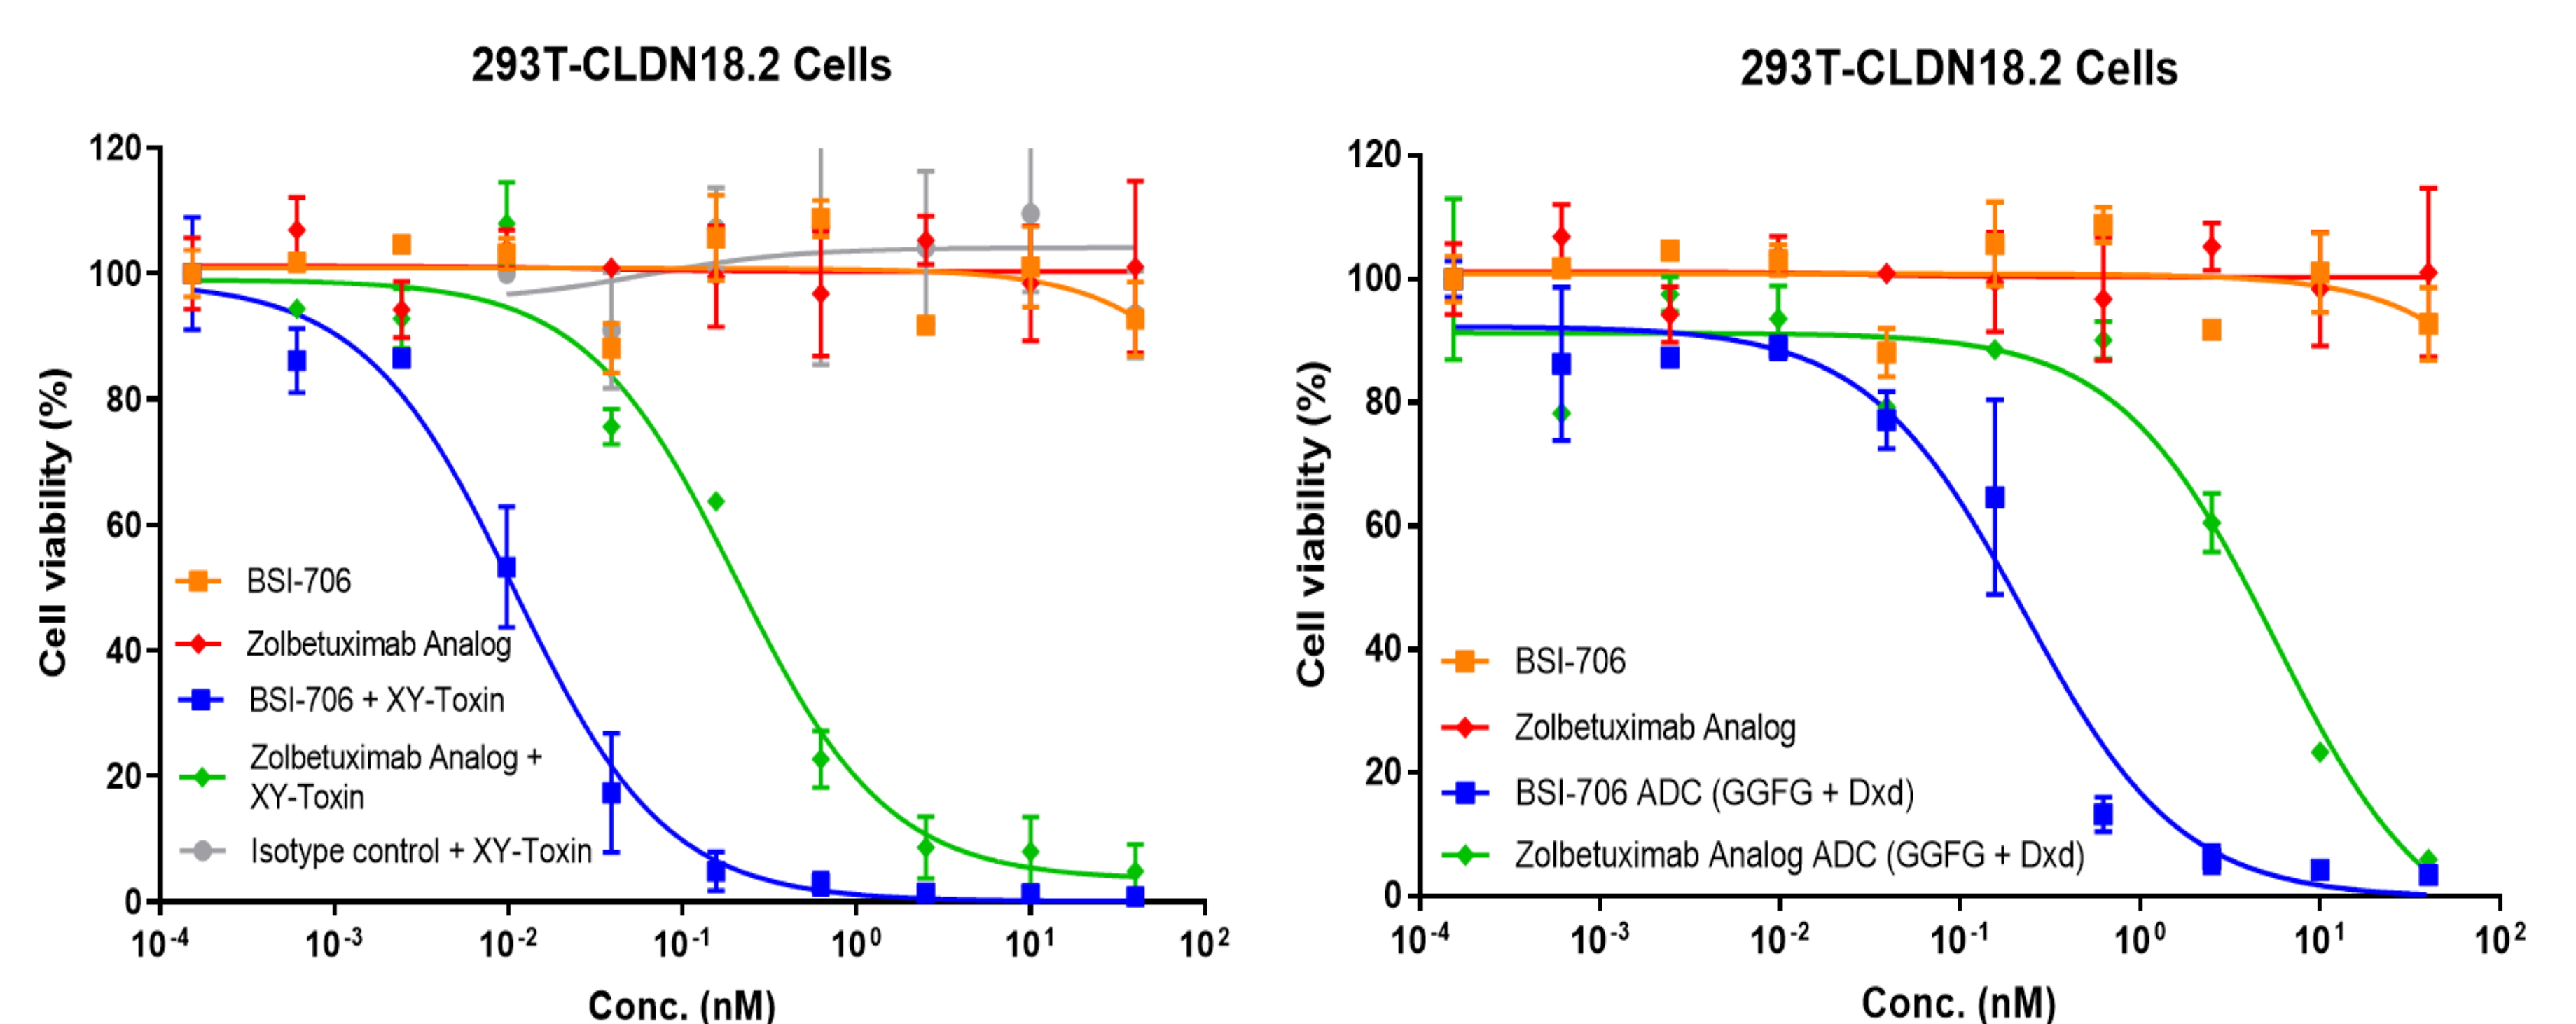 293T-CLDN18.2 Cells
120
100
80
60
40
20
0
Cell viability (%)
BSI-706
Zolbetuximab Analog
BSI-706 + XY-Toxin
Zolbetuximab Analog +
XY-Toxin
Isotype control + XY-Toxin
10⁻⁴ 10⁻³ 10⁻² 10⁻¹ 10⁰ 10¹ 10²
Conc. (nM)
293T-CLDN18.2 Cells
120
100
80
60
40
20
0
Cell viability (%)
BSI-706
Zolbetuximab Analog
BSI-706 ADC (GGFG + Dxd)
Zolbetuximab Analog ADC (GGFG + Dxd)
10⁻⁴ 10⁻³ 10⁻² 10⁻¹ 10⁰ 10¹ 10²
Conc. (nM)